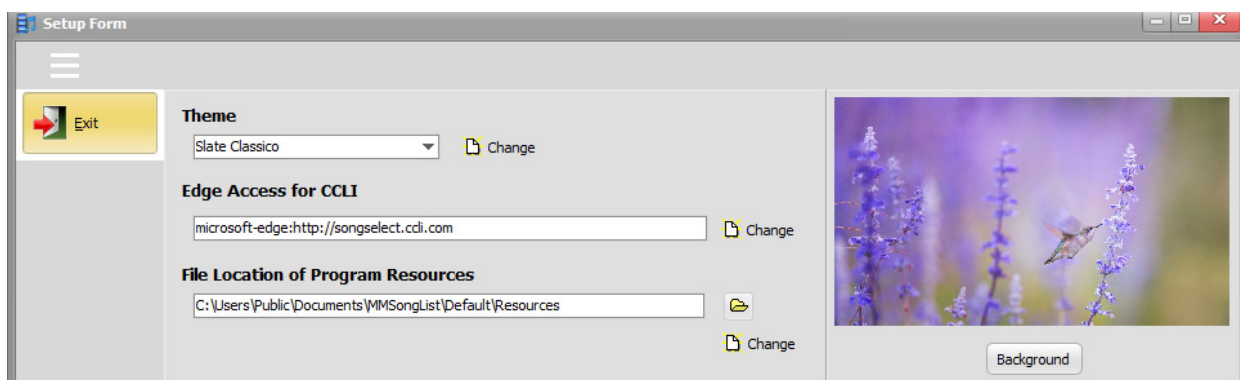 Setup Form
Exit
Theme
Slate Classico
Change
Edge Access for CCLI
microsoft-edge:http://songselect.ccli.com
Change
File Location of Program Resources
C:\Users\Public\Documents\MMSongList\Default\Resources
Change
Background